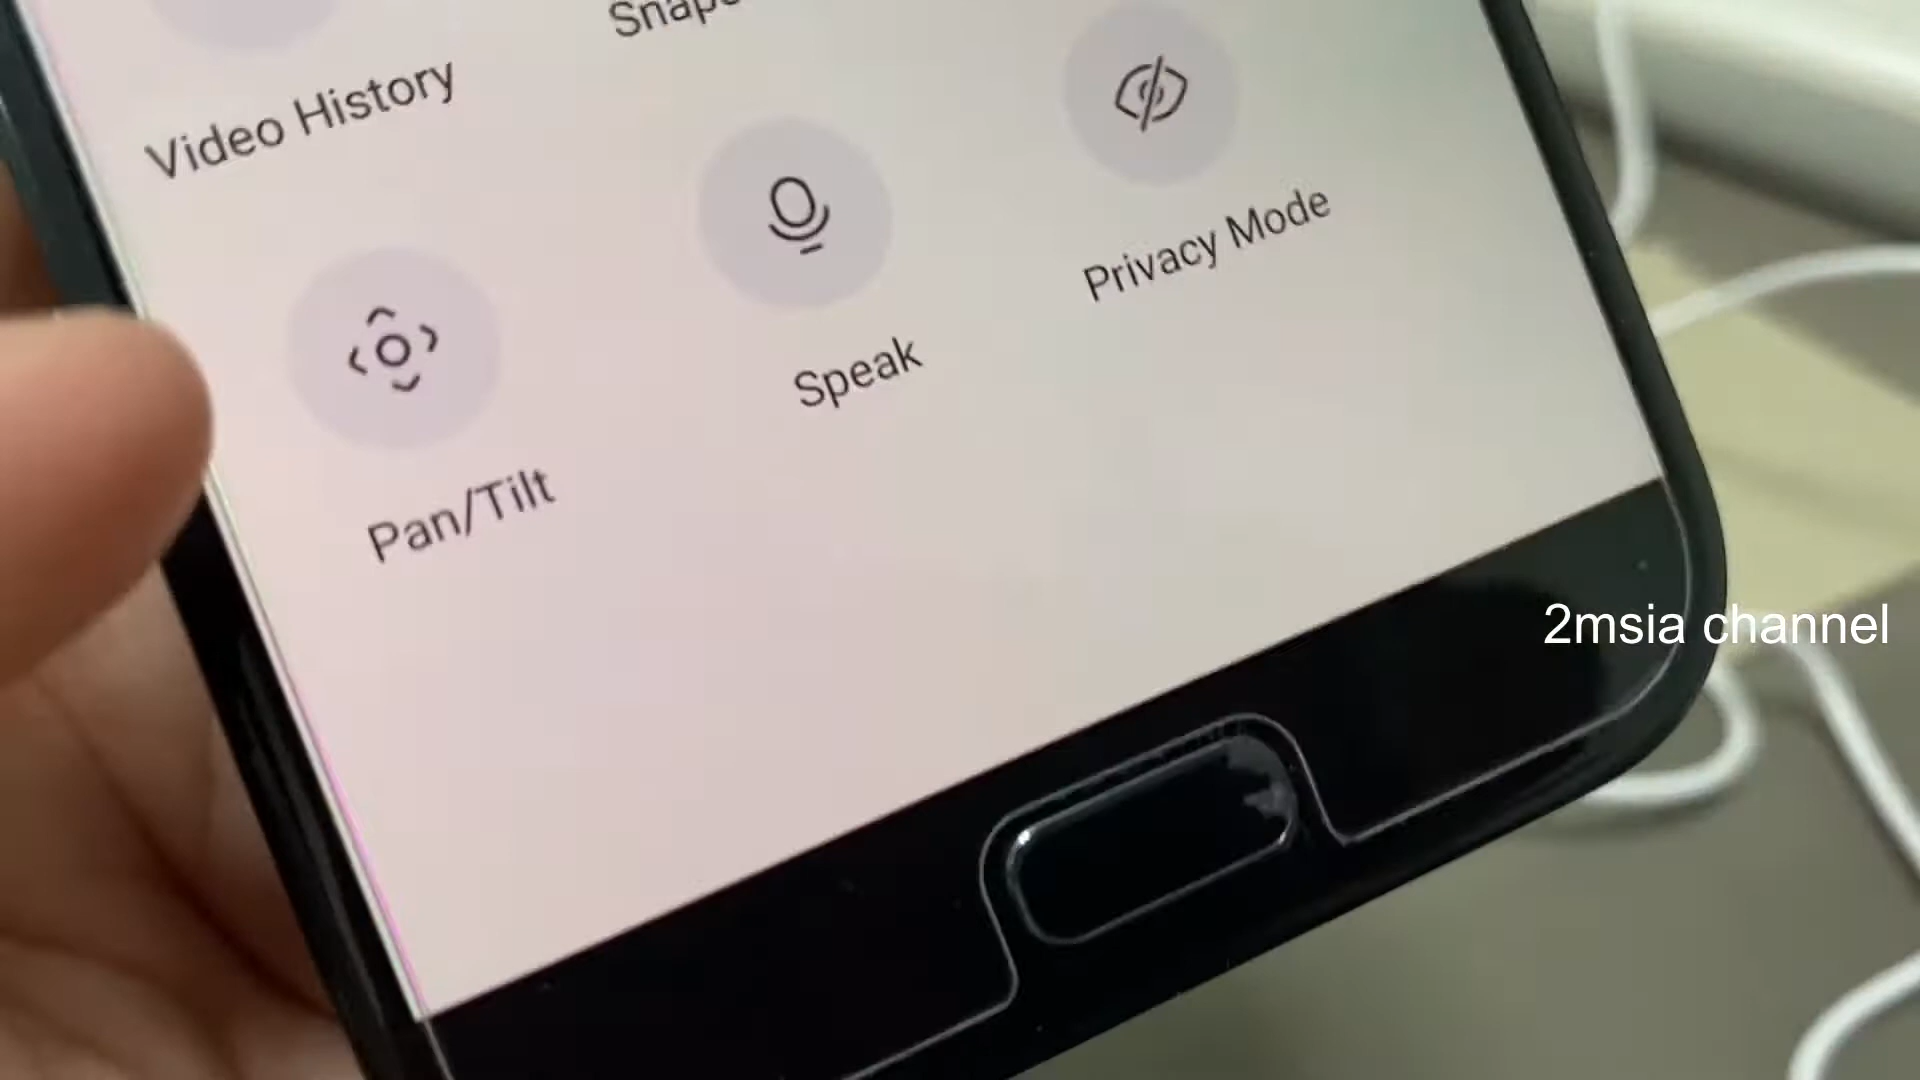 Video History
Privacy Mode
Speak
Pan/Tilt
2msia channel